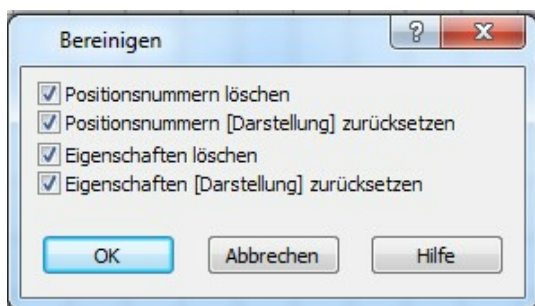 Bereinigen
Positionsnummern löschen
Positionsnummern [Darstellung] zurücksetzen
Eigenschaften löschen
Eigenschaften [Darstellung] zurücksetzen
OK Abbrechen Hilfe